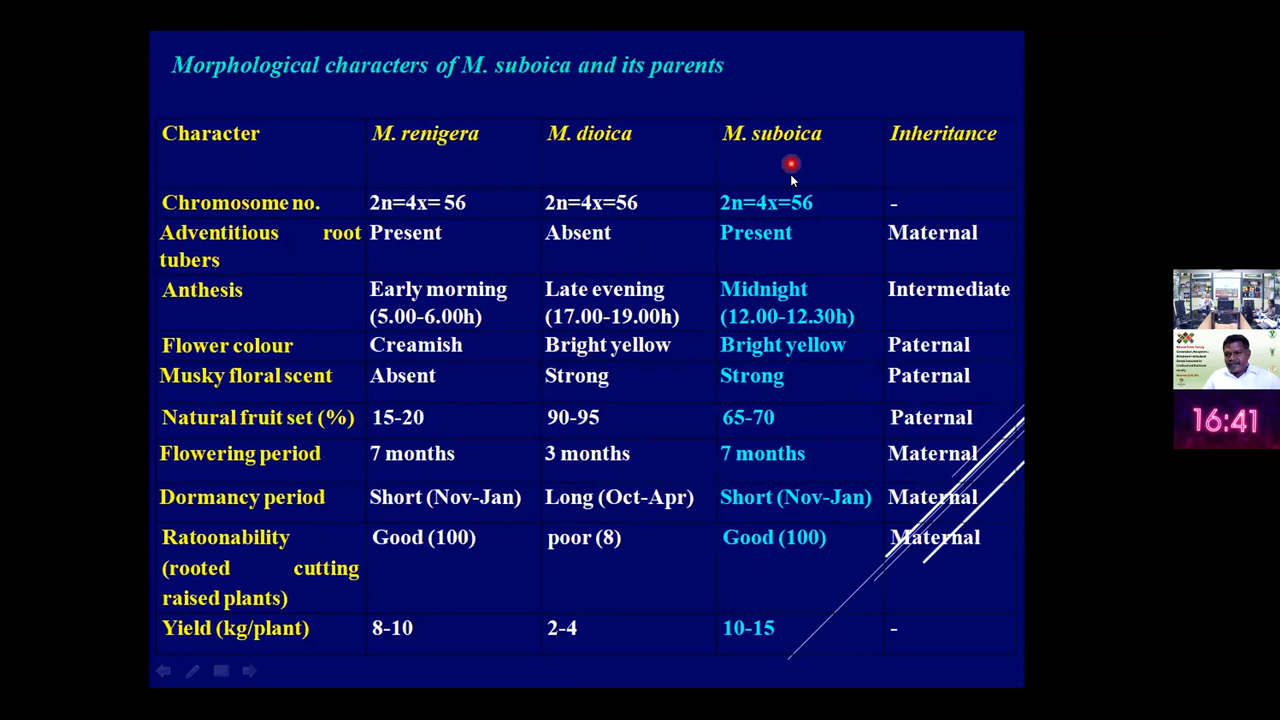 Morphological characters of M. suboica and its parents
Character M. renigera M. dioica M. suboica Inheritance
Chromosome no. 2n=4x= 56 2n=4x=56 2n=4x=56 -
Adventitious root tubers Present Absent Present Maternal
Anthesis Early morning (5.00-6.00h) Late evening (17.00-19.00h) Midnight (12.00-12.30h) Intermediate
Flower colour Creamish Bright yellow Bright yellow Paternal
Musky floral scent Absent Strong Strong Paternal
Natural fruit set (%) 15-20 90-95 65-70 Paternal
Flowering period 7 months 3 months 7 months Maternal
Dormancy period Short (Nov-Jan) Long (Oct-Apr) Short (Nov-Jan) Maternal
Ratoonability (rooted cutting raised plants) Good (100) poor (8) Good (100) Maternal
Yield (kg/plant) 8-10 2-4 10-15 -
16:41